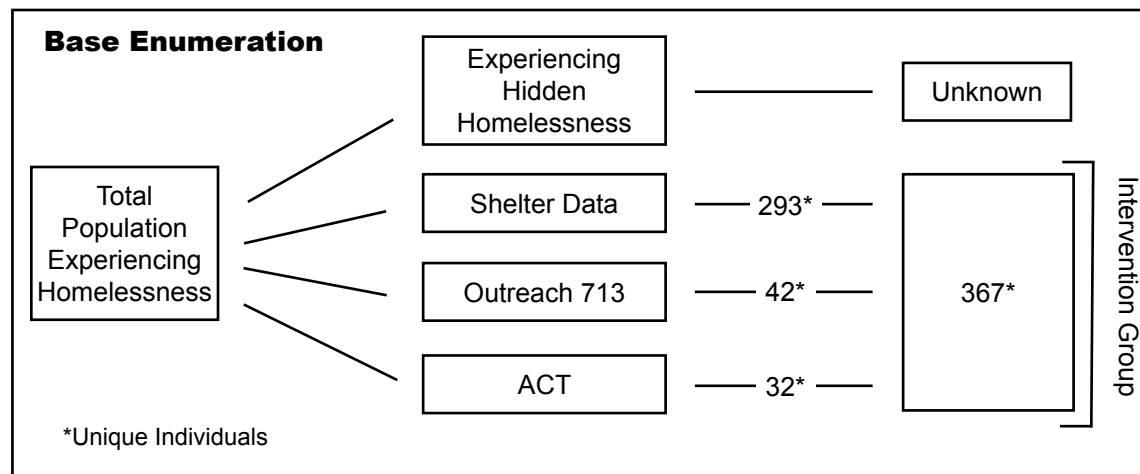 Base Enumeration
Total
Population
Experiencing
Homelessness
Experiencing
Hidden
Homelessness
Unknown
Shelter Data
293*
Outreach 713
42*
ACT
32*
367*
Intervention Group
*Unique Individuals